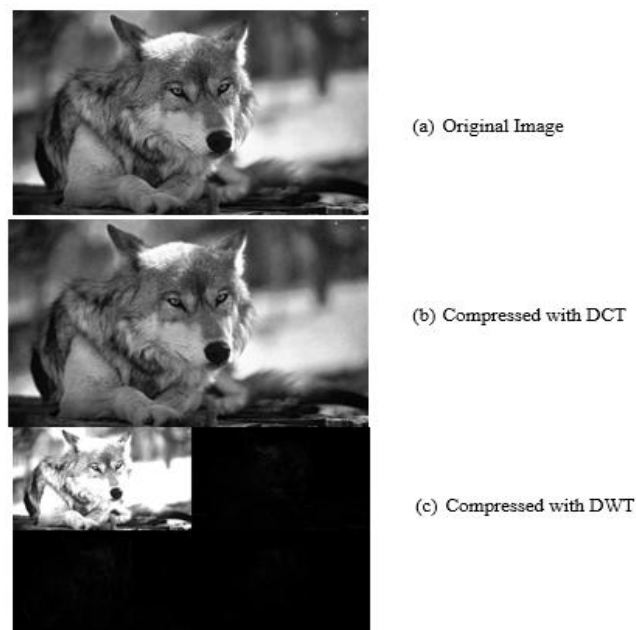 (a) Original Image
(b) Compressed with DCT
(c) Compressed with DWT